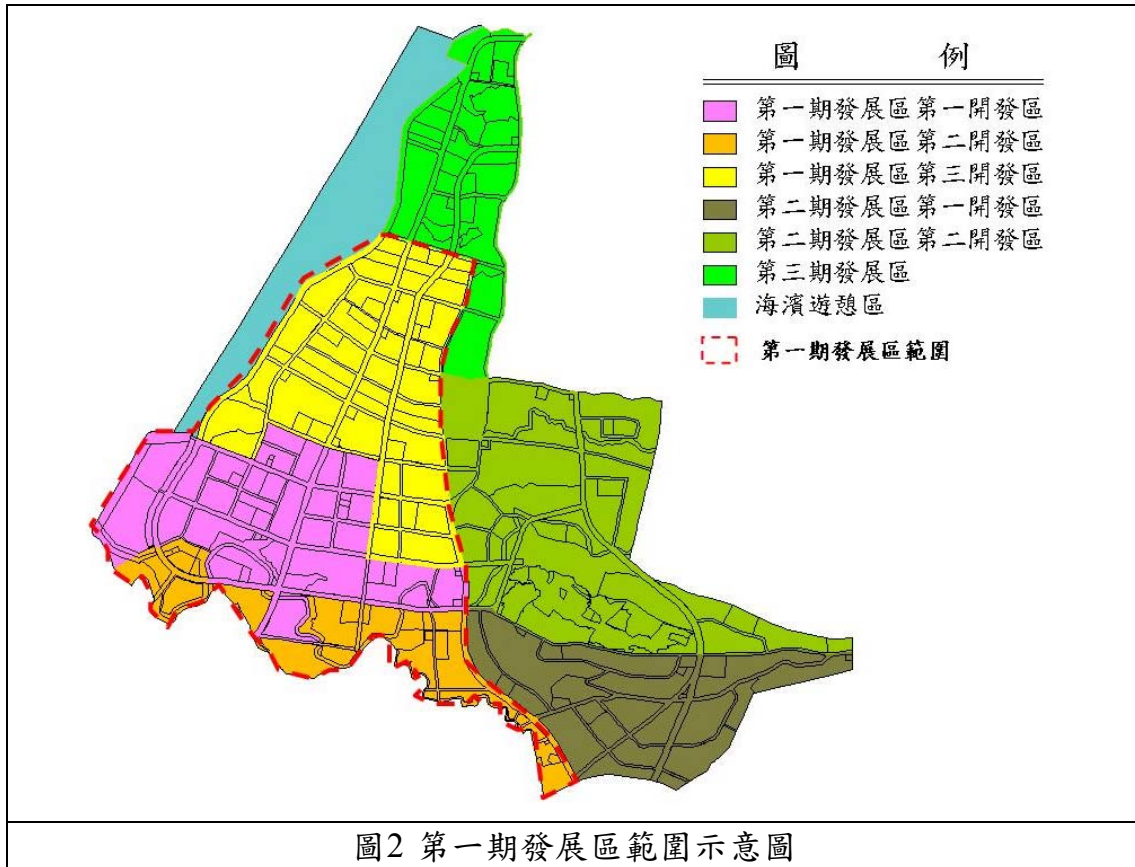 圖 例
第一期發展區第一開發區
第一期發展區第二開發區
第一期發展區第三開發區
第二期發展區第一開發區
第二期發展區第二開發區
第三期發展區
海濱遊憩區
第一期發展區範圍
圖2 第一期發展區範圍示意圖